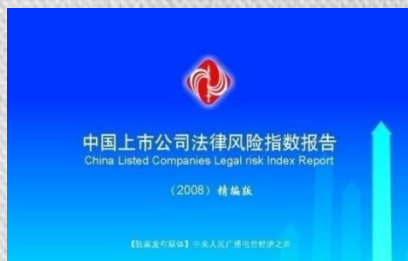 中国上市公司法律风险指数报告
China Listed Companies Legal risk Index Report
（2008）精编版
【独家发布媒体】中央人民广播电台经济之声